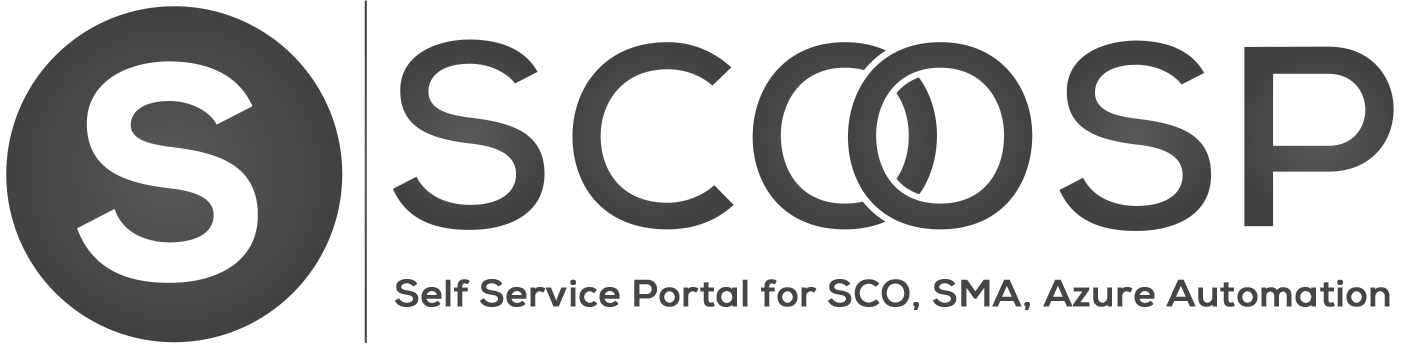 S
SCOOSP
Self Service Portal for SCO, SMA, Azure Automation